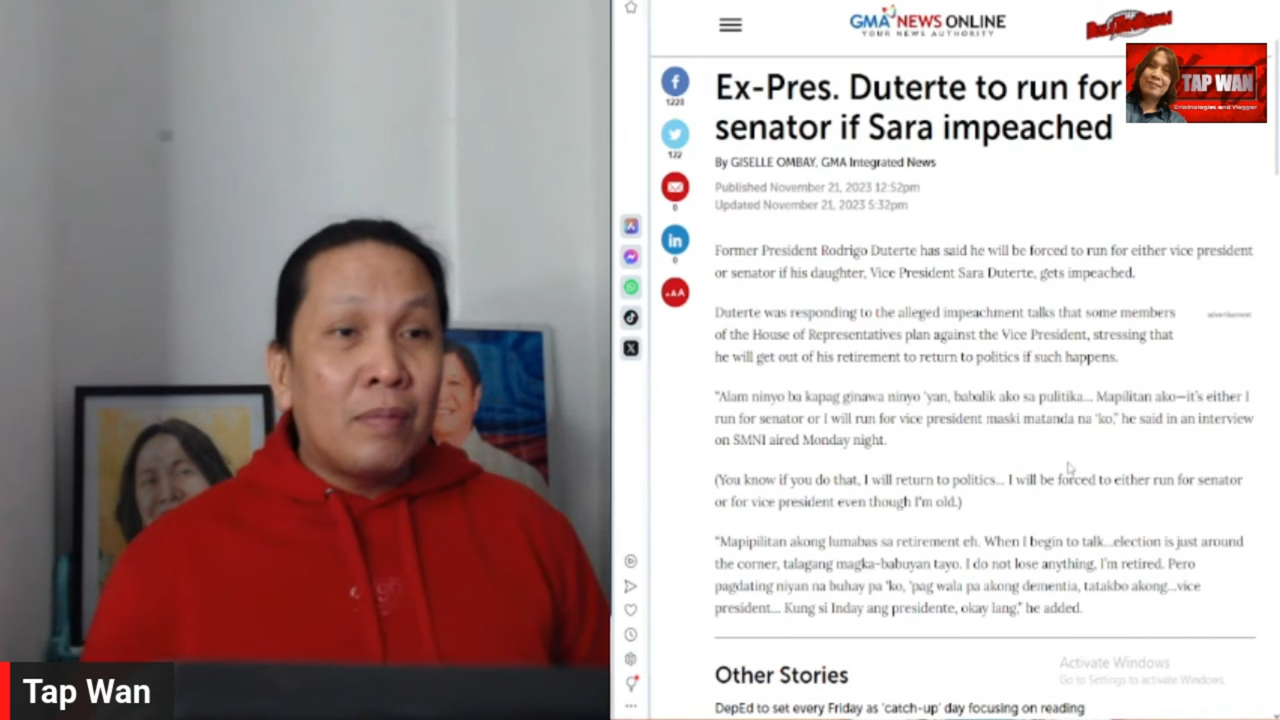 GMA NEWS ONLINE
YOUR NEWS AUTHORITY
TAP WAN
Criminologist and Vlogger
1228
122
0
0
AAA
Ex-Pres. Duterte to run for
senator if Sara impeached
By GISELLE OMBAY, GMA Integrated News
Published November 21, 2023 12:52pm
Updated November 21, 2023 5:32pm
Former President Rodrigo Duterte has said he will be forced to run for either vice president
or senator if his daughter, Vice President Sara Duterte, gets impeached.
Duterte was responding to the alleged impeachment talks that some members
of the House of Representatives plan against the Vice President, stressing that
he will get out of his retirement to return to politics if such happens.
advertisement
"Alam ninyo ba kapag ginawa ninyo 'yan, babalik ako sa pulitika... Mapilitan ako—it's either I
run for senator or I will run for vice president maski matanda na 'ko," he said in an interview
on SMNI aired Monday night.
(You know if you do that, I will return to politics... I will be forced to either run for senator
or for vice president even though I'm old.)
"Mapipilitan akong lumabas sa retirement eh. When I begin to talk...election is just around
the corner, talagang magka-babuyan tayo. I do not lose anything, I'm retired. Pero
pagdating niyan na buhay pa 'ko, 'pag wala pa akong dementia, tatakbo akong...vice
president... Kung si Inday ang presidente, okay lang," he added.
Other Stories
DepEd to set every Friday as 'catch-up' day focusing on reading
Activate Windows
Go to Settings to activate Windows.
Tap Wan